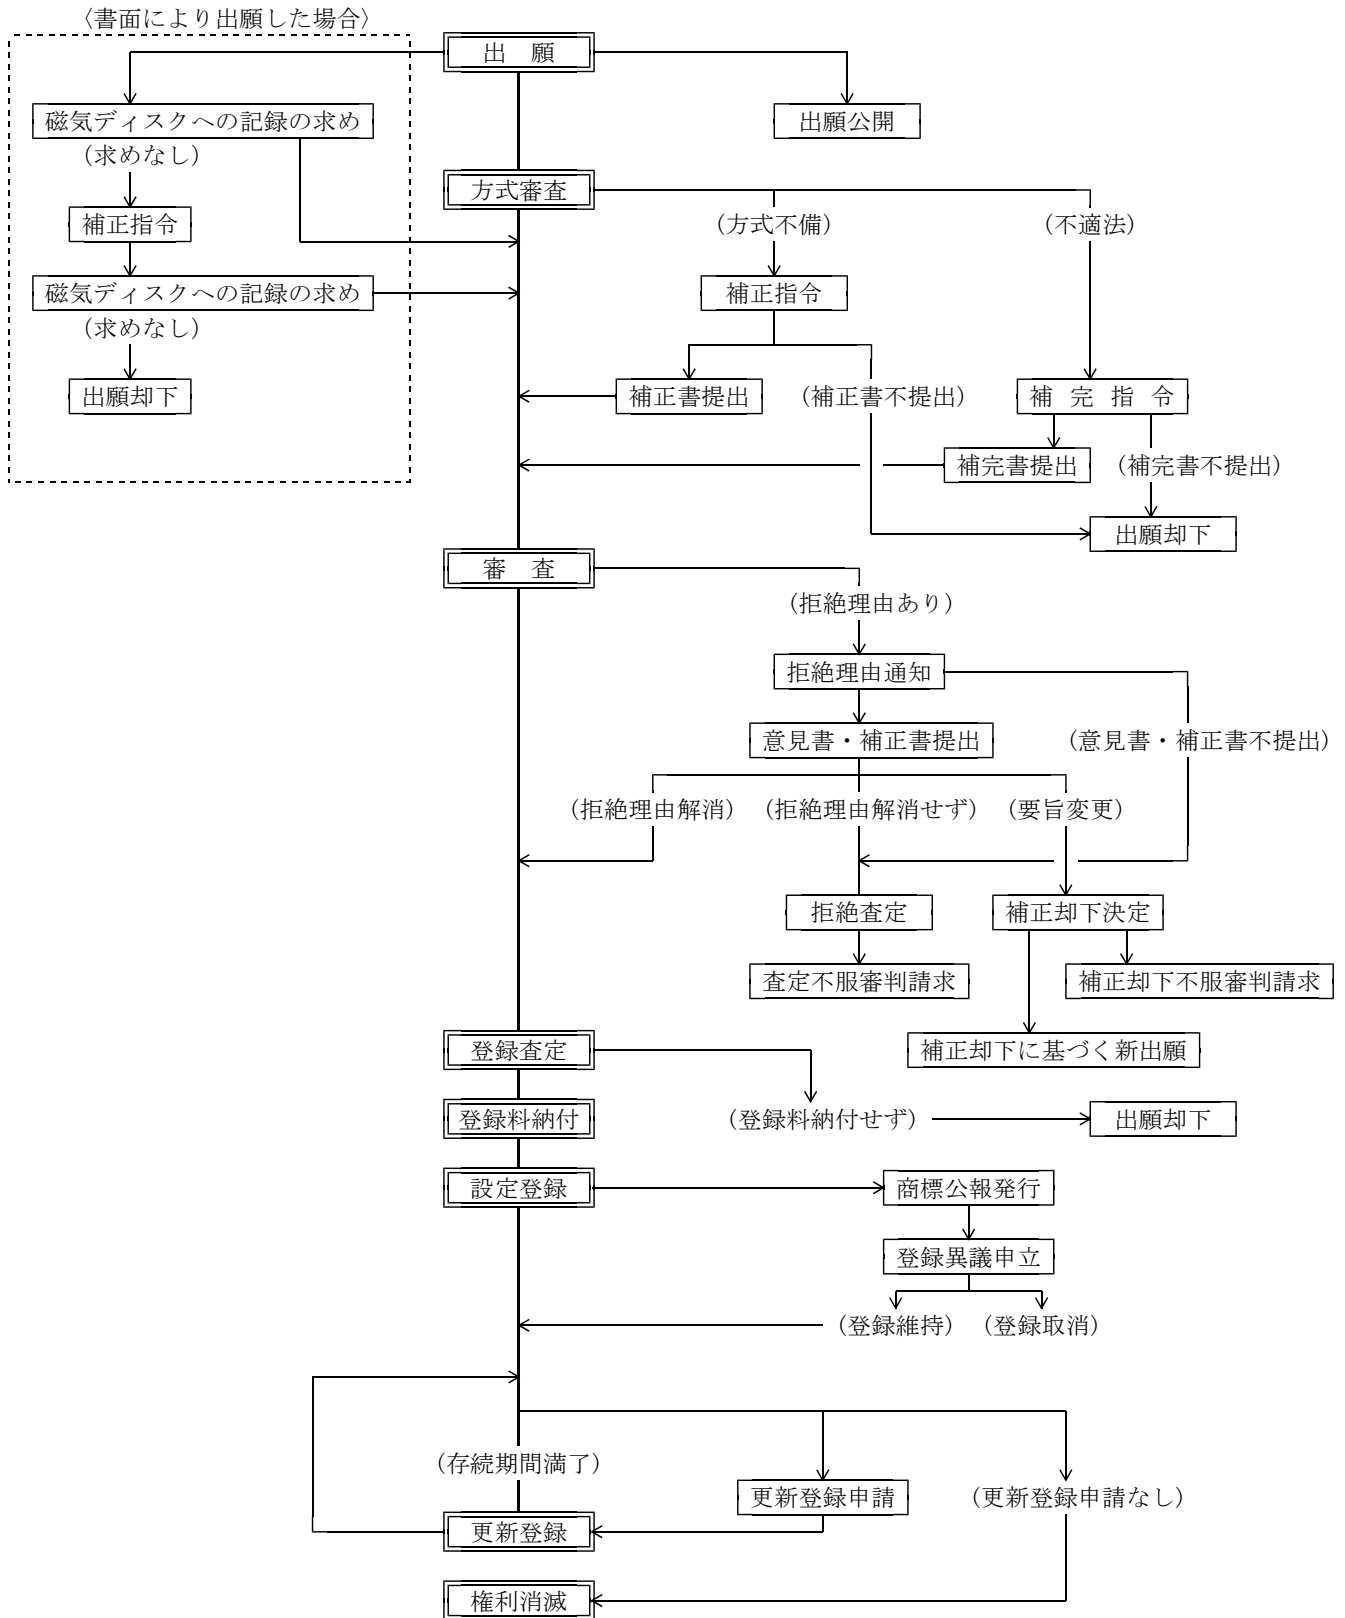 〈書面により出願した場合〉
出　願
磁気ディスクへの記録の求め
出願公開
（求めなし）
方式審査
補正指令
（方式不備）
（不適法）
磁気ディスクへの記録の求め
補正指令
（求めなし）
出願却下
補正書提出
（補正書不提出）
補　完　指　令
補完書提出
（補完書不提出）
出願却下
審　査
（拒絶理由あり）
拒絶理由通知
意見書・補正書提出
（意見書・補正書不提出）
（拒絶理由解消）
（拒絶理由解消せず）
（要旨変更）
拒絶査定
補正却下決定
査定不服審判請求
補正却下不服審判請求
登録査定
補正却下に基づく新出願
登録料納付
（登録料納付せず）
出願却下
設定登録
商標公報発行
登録異議申立
（登録維持）
（登録取消）
（存続期間満了）
更新登録申請
（更新登録申請なし）
更新登録
権利消滅